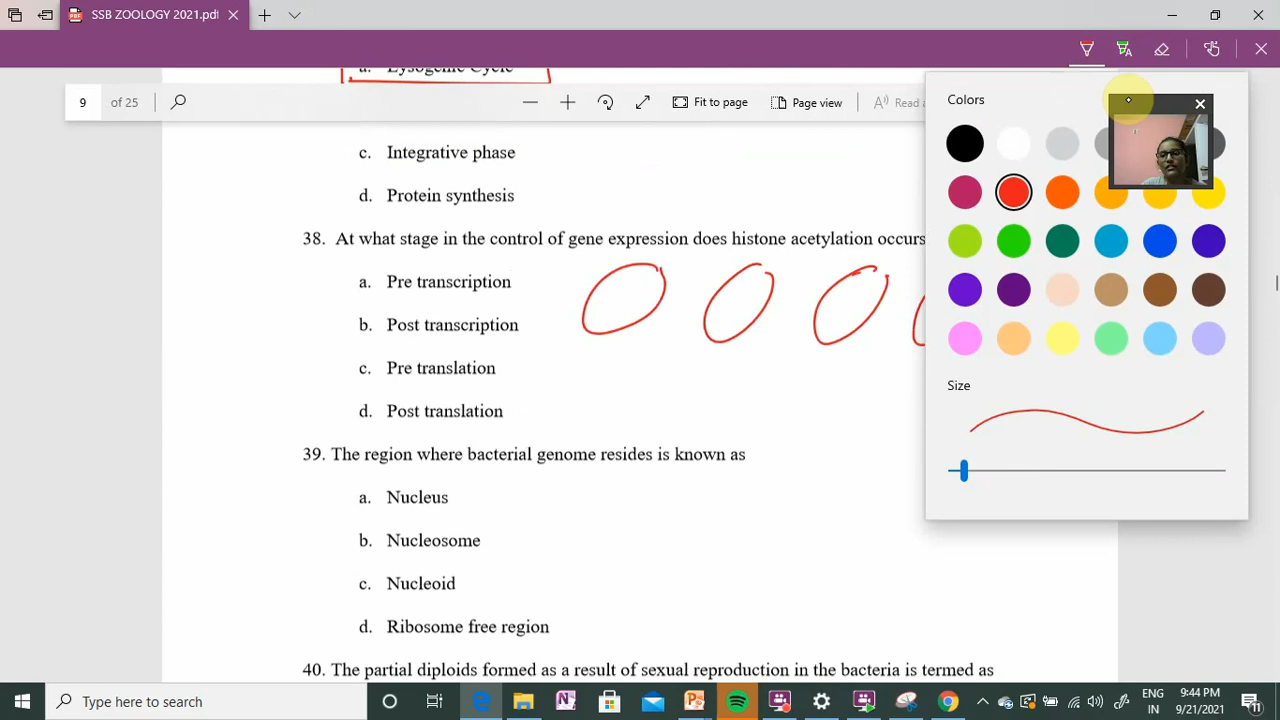 SSB ZOOLOGY 2021.pdf
a. Lysogenic Cycle
9 of 25
Fit to page
Page view
Read a
c. Integrative phase
d. Protein synthesis
38. At what stage in the control of gene expression does histone acetylation occurs
a. Pre transcription
b. Post transcription
c. Pre translation
d. Post translation
39. The region where bacterial genome resides is known as
a. Nucleus
b. Nucleosome
c. Nucleoid
d. Ribosome free region
40. The partial diploids formed as a result of sexual reproduction in the bacteria is termed as
Colors
Size
Type here to search
ENG
IN
9:44 PM
9/21/2021
11